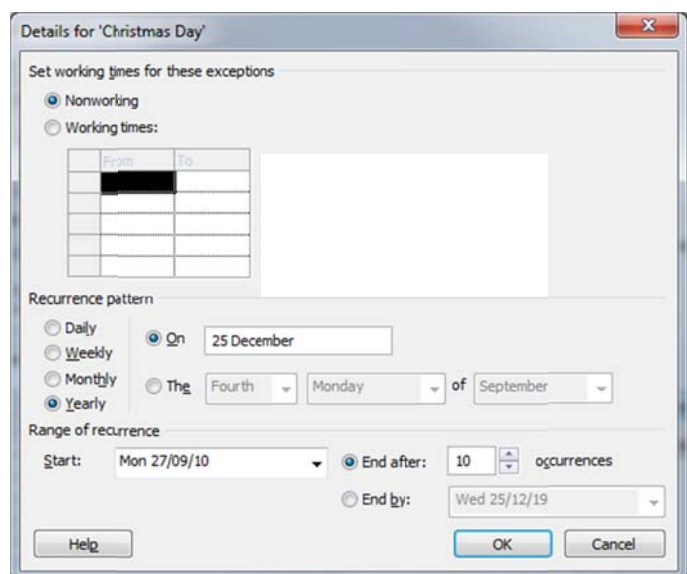 Details for 'Christmas Day'
Set working times for these exceptions
Nonworking
Working times:
From To
Recurrence pattern
Daily
Weekly
Monthly
Yearly
On 25 December
The Fourth Monday of September
Range of recurrence
Start: Mon 27/09/10 End after: 10 occurrences
End by: Wed 25/12/19
Help OK Cancel